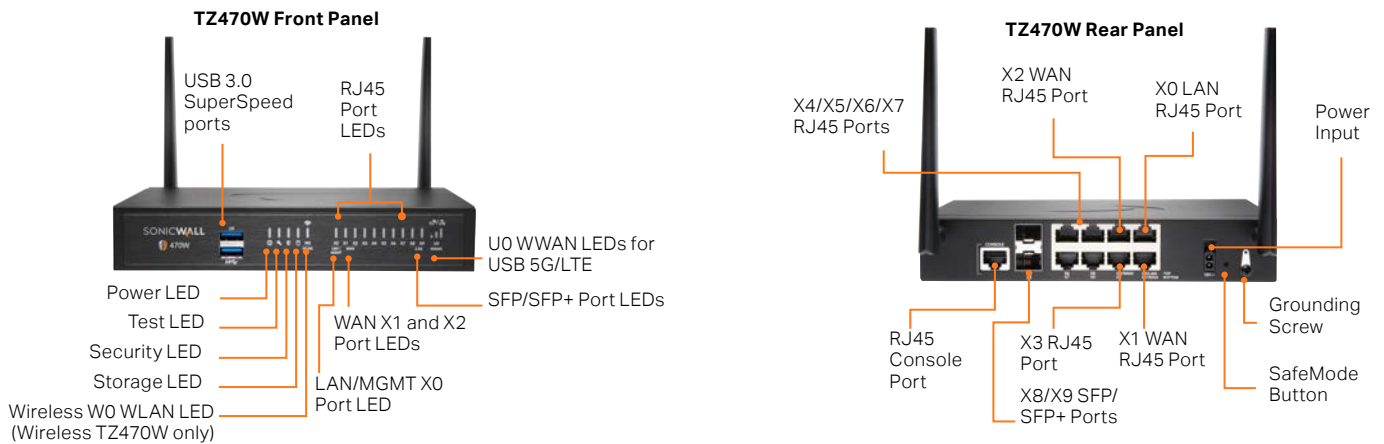 TZ470W Front Panel
USB 3.0
SuperSpeed
ports
RJ45
Port
LEDs
SONICWALL
470W
U0 WWAN LEDs for
USB 5G/LTE
SFP/SFP+ Port LEDs
Power LED
Test LED
Security LED
Storage LED
Wireless W0 WLAN LED
(Wireless TZ470W only)
WAN X1 and X2
Port LEDs
LAN/MGMT X0
Port LED
TZ470W Rear Panel
X4/X5/X6/X7
RJ45 Ports
X2 WAN
RJ45 Port
X0 LAN
RJ45 Port
Power
Input
CONSOLE
RJ45
Console
Port
X3 RJ45
Port
X8/X9 SFP/
SFP+ Ports
X1 WAN
RJ45 Port
Grounding
Screw
SafeMode
Button